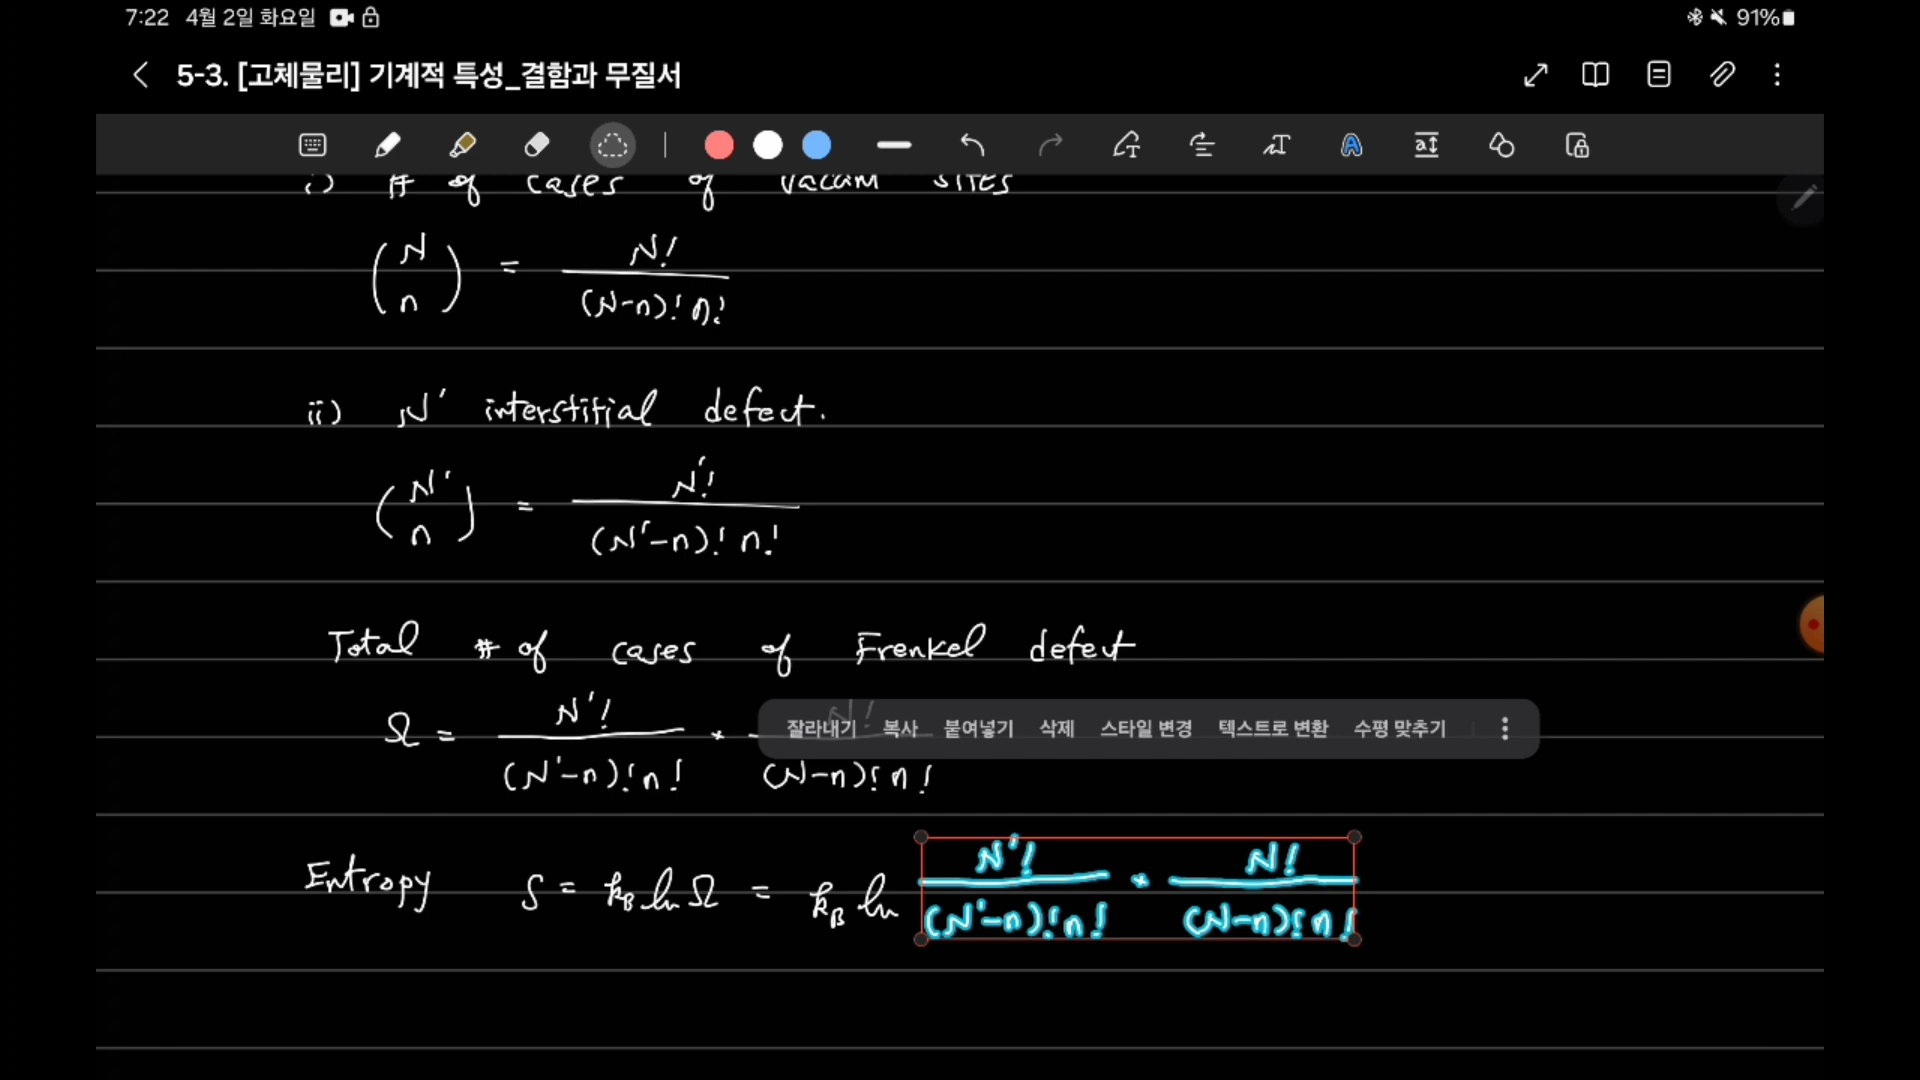 7:22 4월 2일 화요일 91%
5-3. [고체물리] 기계적 특성_결함과 무질서
i) # of cases of vacant sites
(N n) = N! / (N-n)! n!
ii) N' interstitial defect.
(N' n) = N'! / (N'-n)! n!
Total # of cases of Frenkel defect
Ω = N'! / (N'-n)! n! * N! / (N-n)! n!
잘라내기 복사 붙여넣기 삭제 스타일 변경 텍스트로 변환 수평 맞추기
Entropy S = k_B ln Ω = k_B ln N'! / (N'-n)! n! * N! / (N-n)! n!